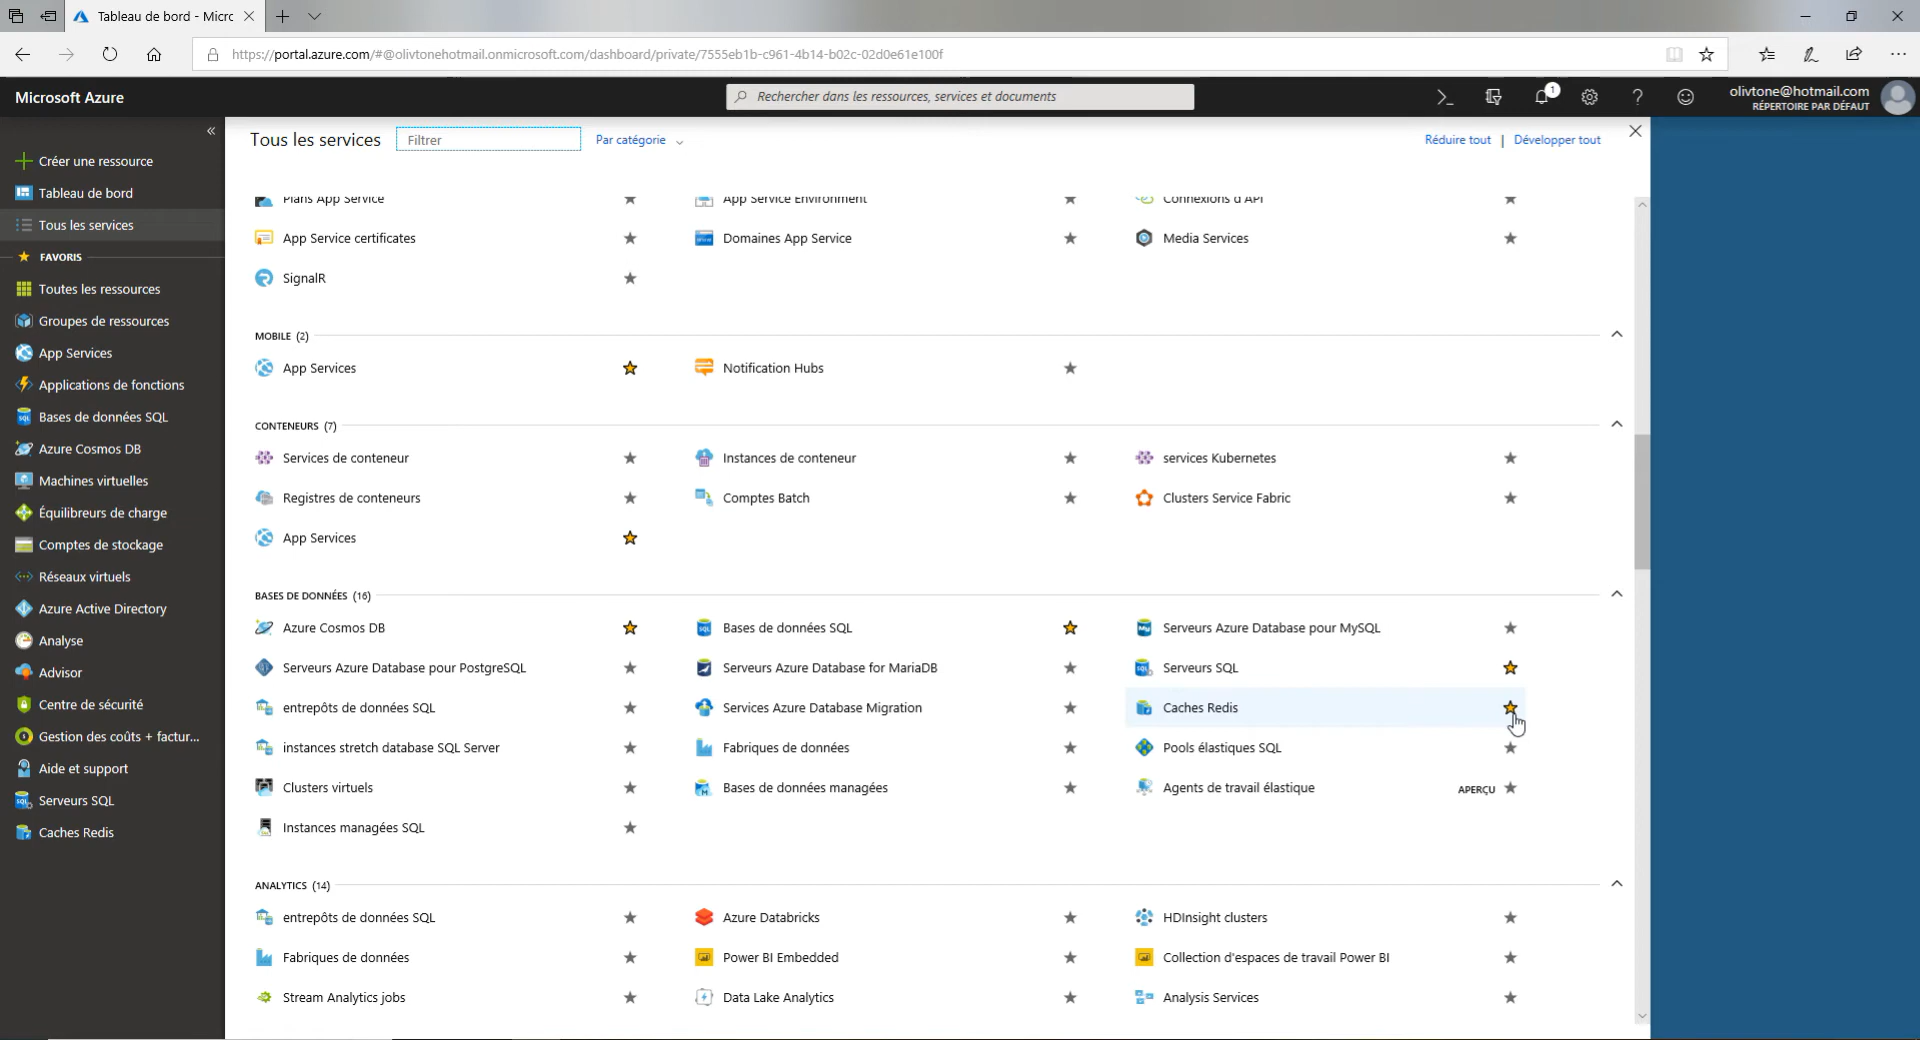 Tableau de bord - Micro
https://portal.azure.com/#@olivtonehotmail.onmicrosoft.com/dashboard/private/7555eb1b-c961-4b14-b02c-02d0e61e100f
Microsoft Azure
Rechercher dans les ressources, services et documents
1
olivtone@hotmail.com
RÉPERTOIRE PAR DÉFAUT
Créer une ressource
Tableau de bord
Tous les services
FAVORIS
Toutes les ressources
Groupes de ressources
App Services
Applications de fonctions
Bases de données SQL
Azure Cosmos DB
Machines virtuelles
Équilibreurs de charge
Comptes de stockage
Réseaux virtuels
Azure Active Directory
Analyse
Advisor
Centre de sécurité
Gestion des coûts + factur...
Aide et support
Serveurs SQL
Caches Redis
Tous les services
Filtrer
Par catégorie
Réduire tout | Développer tout
Plans App Service
App Service Environment
Connexions d'API
App Service certificates
Domaines App Service
Media Services
SignalR
MOBILE (2)
App Services
Notification Hubs
CONTENEURS (7)
Services de conteneur
Instances de conteneur
services Kubernetes
Registres de conteneurs
Comptes Batch
Clusters Service Fabric
App Services
BASES DE DONNÉES (16)
Azure Cosmos DB
Bases de données SQL
Serveurs Azure Database pour MySQL
Serveurs Azure Database pour PostgreSQL
Serveurs Azure Database for MariaDB
Serveurs SQL
entrepôts de données SQL
Services Azure Database Migration
Caches Redis
instances stretch database SQL Server
Fabriques de données
Pools élastiques SQL
Clusters virtuels
Bases de données managées
Agents de travail élastique
APERÇU
Instances managées SQL
ANALYTICS (14)
entrepôts de données SQL
Azure Databricks
HDInsight clusters
Fabriques de données
Power BI Embedded
Collection d'espaces de travail Power BI
Stream Analytics jobs
Data Lake Analytics
Analysis Services